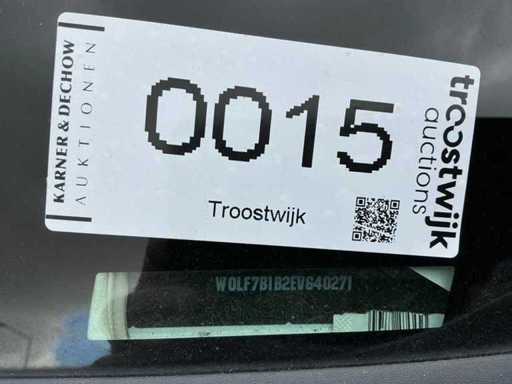 KARNER & DECHOW
AUKTIONEN
0015
Troostwijk
troostwijk
auctions
W0LF7B1B2EV640271